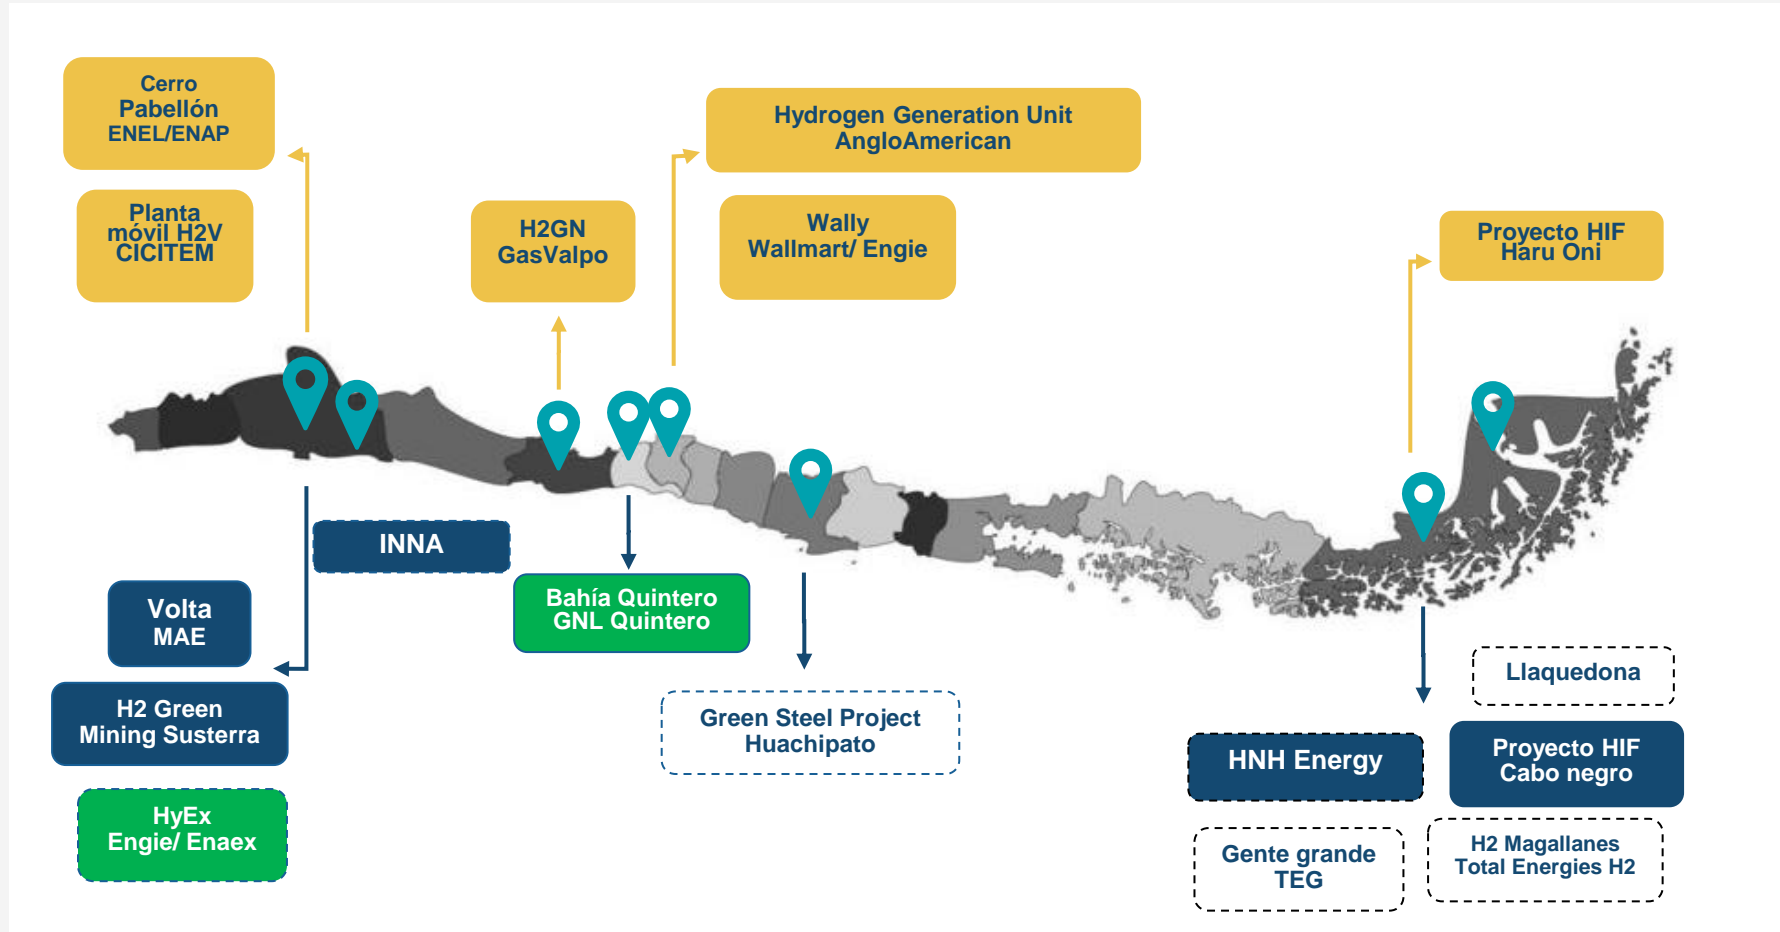 Cerro
Pabellón
ENEL/ENAP
Planta
móvil H2V
CICITEM
H2GN
GasValpo
Hydrogen Generation Unit
AngloAmerican
Wally
Wallmart/ Engie
Proyecto HIF
Haru Oni
INNA
Volta
MAE
H2 Green
Mining Susterra
HyEx
Engie/ Enaex
Bahía Quintero
GNL Quintero
Green Steel Project
Huachipato
Llaquedona
HNH Energy
Proyecto HIF
Cabo negro
Gente grande
TEG
H2 Magallanes
Total Energies H2